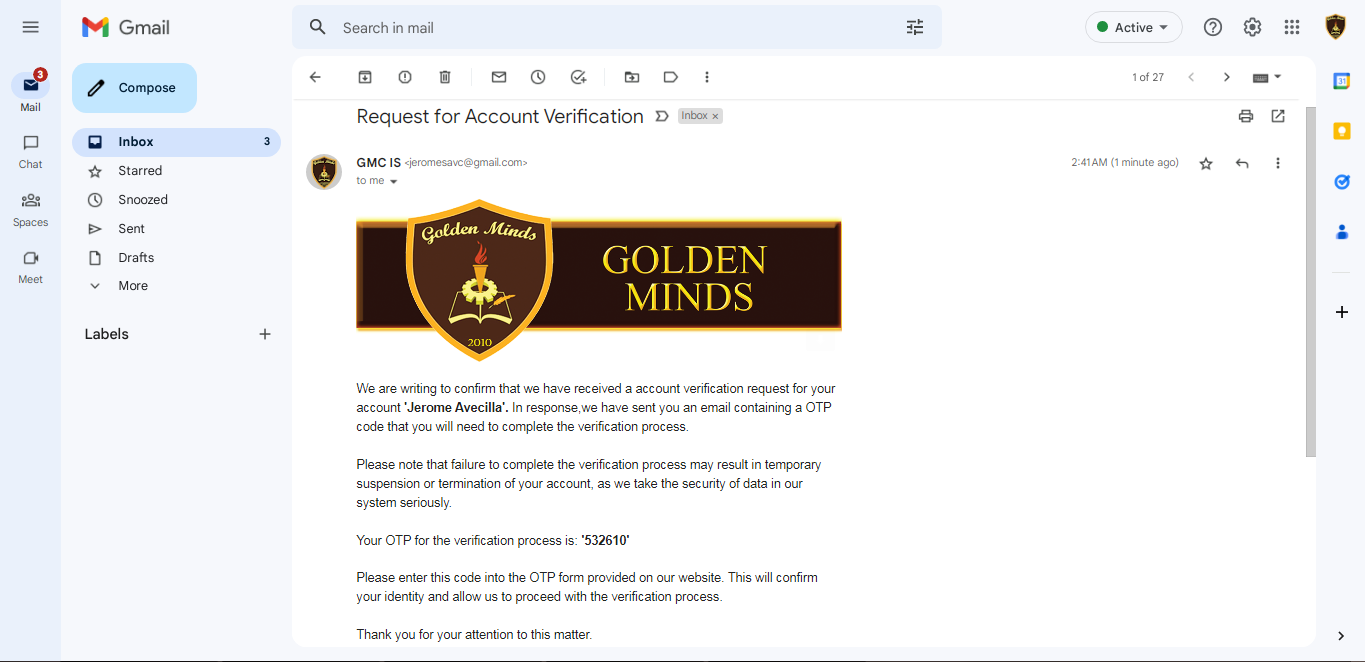 Gmail
Search in mail
Active
3
Mail
Chat
Spaces
Meet
Compose
Inbox 3
Starred
Snoozed
Sent
Drafts
More
Labels
1 of 27
31
Request for Account Verification
Inbox ×
GMC IS <jeromesavc@gmail.com>
2:41 AM (1 minute ago)
to me
Golden Minds
2010
GOLDEN
MINDS
We are writing to confirm that we have received a account verification request for your
account 'Jerome Avecilla'. In response,we have sent you an email containing a OTP
code that you will need to complete the verification process.
Please note that failure to complete the verification process may result in temporary
suspension or termination of your account, as we take the security of data in our
system seriously.
Your OTP for the verification process is: '532610'
Please enter this code into the OTP form provided on our website. This will confirm
your identity and allow us to proceed with the verification process.
Thank you for your attention to this matter.